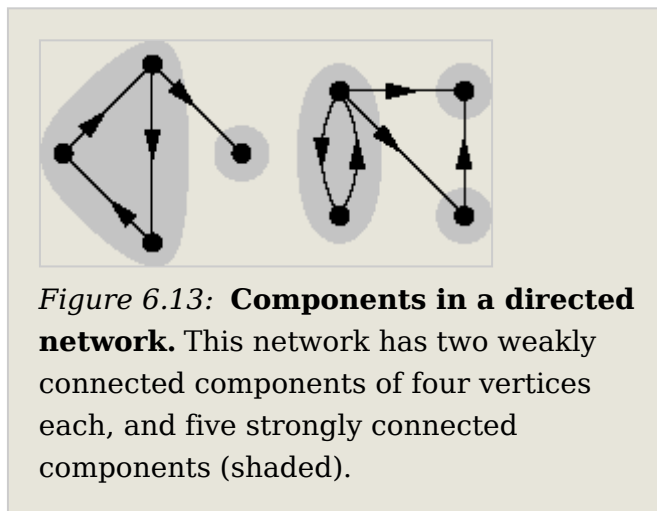 Figure 6.13: Components in a directed
network. This network has two weakly
connected components of four vertices
each, and five strongly connected
components (shaded).